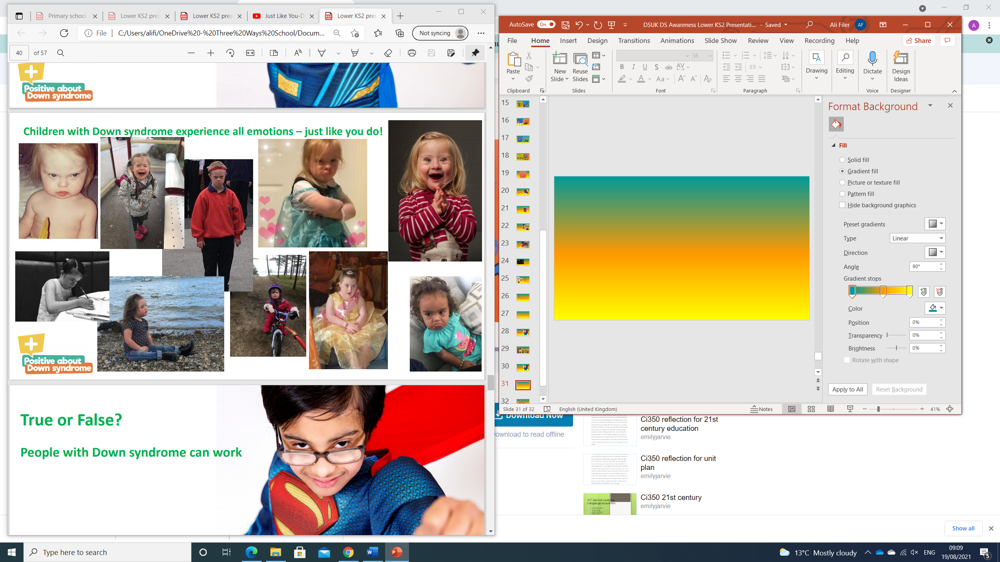 Primary school
Lower KS2 pres
Lower KS2 pres
Just Like You-D
Lower KS2 pres
File
C:/Users/alifi/OneDrive%20-%20Three%20Ways%20School/Docum...
Not syncing
40 of 57
Positive about
Down syndrome
Children with Down syndrome experience all emotions – just like you do!
Positive about
Down syndrome
True or False?
People with Down syndrome can work
AutoSave On
DSUK DS Awareness Lower KS2 Presentati... - Saved
Ali Filer AF
A
File Home Insert Design Transitions Animations Slide Show Review View Recording Help
Share
Paste
New
Slide
Reuse
Slides
36
B I U S ab AV
A Aa A A A
Drawing
Editing
Dictate
Design
Ideas
Clipboard Slides Font Paragraph Voice Designer
15
16
17
18
19
20
21
22
23
24
25
26
27
28
29
30
31
32
Format Background
Fill
Solid fill
Gradient fill
Picture or texture fill
Pattern fill
Hide background graphics
Preset gradients
Type Linear
Direction
Angle 90°
Gradient stops
Color
Position 0%
Transparency 0%
Brightness 0%
Rotate with shape
Apply to All Reset Background
Slide 31 of 32 English (United Kingdom) Notes 41%
Download Now
Download to read offline
Ci350 reflection for 21st
century education
emilyjarvie
Ci350 reflection for unit
plan
emilyjarvie
21st Century Learning
Language acquisition
Ci350 21st century
emilyjarvie
Show all
Type here to search
13°C Mostly cloudy
ENG
09:09
19/08/2021
5